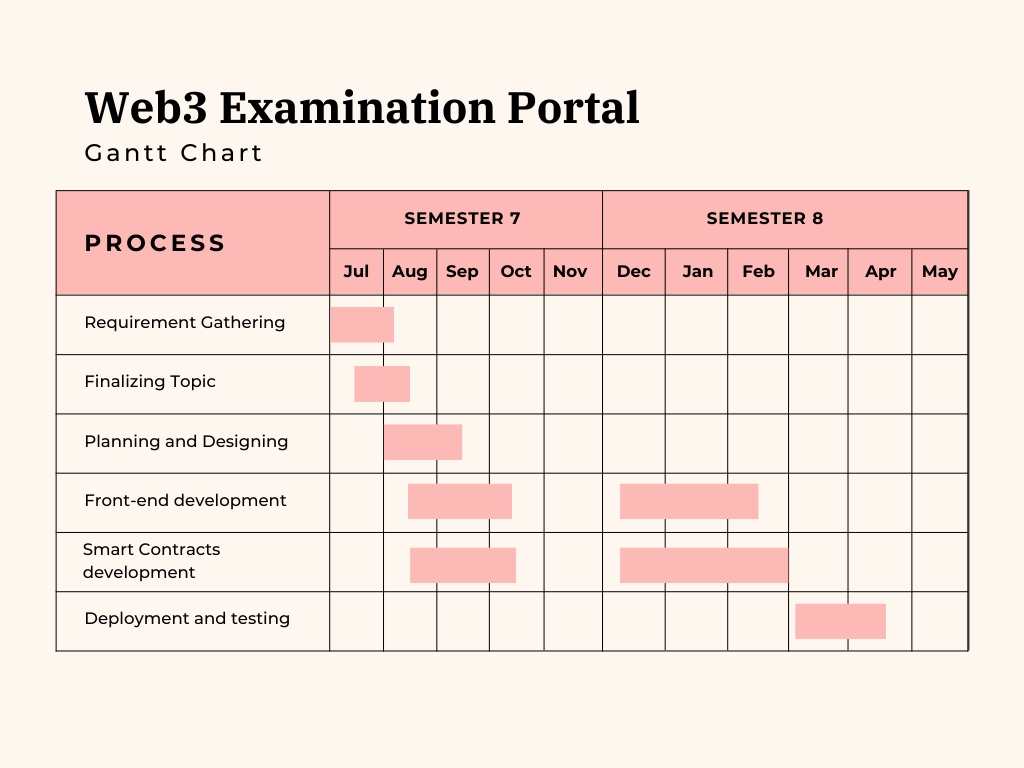 Web3 Examination Portal
Gantt Chart
PROCESS
SEMESTER 7 SEMESTER 8
Jul Aug Sep Oct Nov Dec Jan Feb Mar Apr May
Requirement Gathering
Finalizing Topic
Planning and Designing
Front-end development
Smart Contracts
development
Deployment and testing